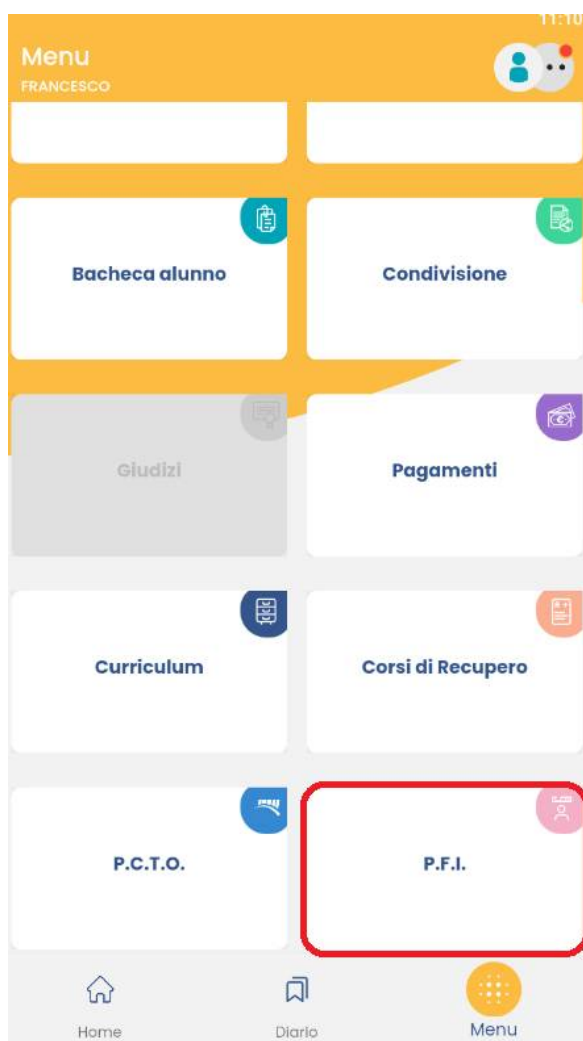 11:10
Menu
FRANCESCO
Bacheca alunno
Condivisione
Giudizi
Pagamenti
Curriculum
Corsi di Recupero
P.C.T.O.
P.F.I.
Home
Diario
Menu